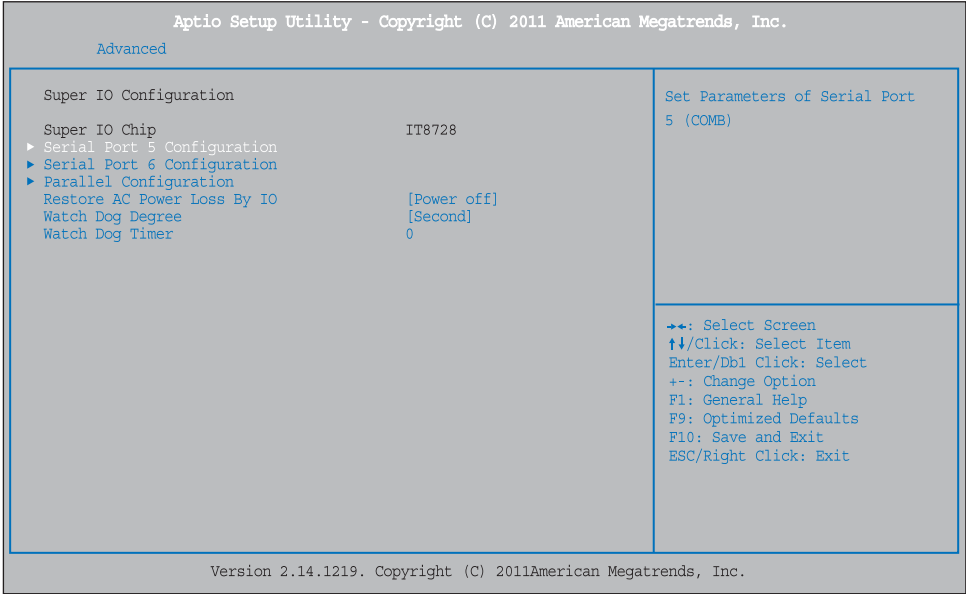 Aptio Setup Utility - Copyright (C) 2011 American Megatrends, Inc.
Advanced
Super IO Configuration
Super IO Chip IT8728
▶ Serial Port 5 Configuration
▶ Serial Port 6 Configuration
▶ Parallel Configuration
Restore AC Power Loss By IO [Power off]
Watch Dog Degree [Second]
Watch Dog Timer 0
Set Parameters of Serial Port
5 (COMB)
→←: Select Screen
↑↓/Click: Select Item
Enter/Db1 Click: Select
+-: Change Option
F1: General Help
F9: Optimized Defaults
F10: Save and Exit
ESC/Right Click: Exit
Version 2.14.1219. Copyright (C) 2011American Megatrends, Inc.